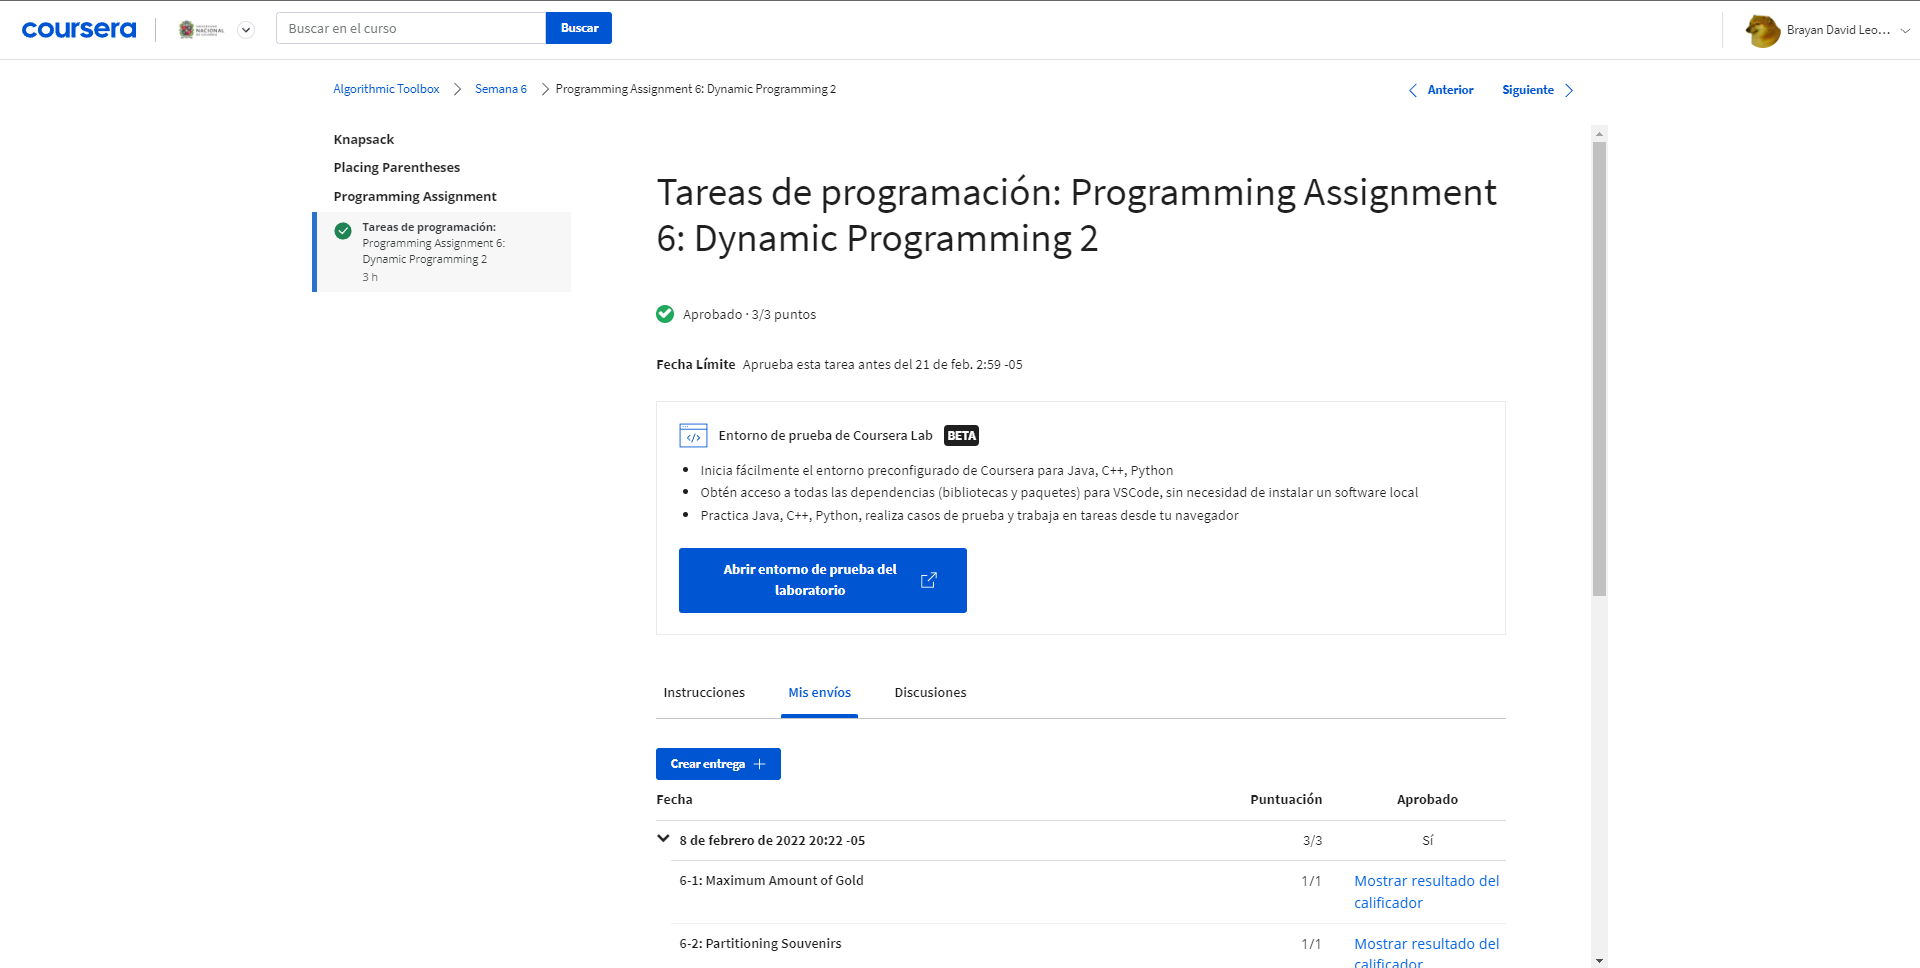 coursera
NACIONAL
Buscar en el curso
Buscar
Brayan David Leo...
Algorithmic Toolbox
Semana 6
Programming Assignment 6: Dynamic Programming 2
Anterior
Siguiente
Knapsack
Placing Parentheses
Programming Assignment
Tareas de programación:
Programming Assignment 6:
Dynamic Programming 2
3 h
Tareas de programación: Programming Assignment
6: Dynamic Programming 2
Aprobado · 3/3 puntos
Fecha Límite Aprueba esta tarea antes del 21 de feb. 2:59 -05
Entorno de prueba de Coursera Lab BETA
Inicia fácilmente el entorno preconfigurado de Coursera para Java, C++, Python
Obtén acceso a todas las dependencias (bibliotecas y paquetes) para VSCode, sin necesidad de instalar un software local
Practica Java, C++, Python, realiza casos de prueba y trabaja en tareas desde tu navegador
Abrir entorno de prueba del
laboratorio
Instrucciones
Mis envíos
Discusiones
Crear entrega
Fecha Puntuación Aprobado
8 de febrero de 2022 20:22 -05 3/3 Sí
6-1: Maximum Amount of Gold 1/1 Mostrar resultado del
calificador
6-2: Partitioning Souvenirs 1/1 Mostrar resultado del
calificador